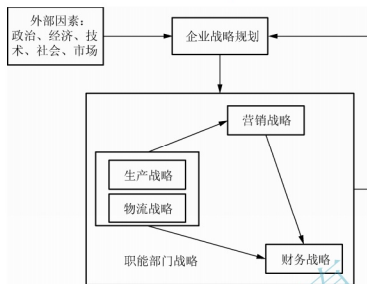 外部因素：
政治、经济、技
术、社会、市场
企业战略规划
营销战略
生产战略
物流战略
职能部门战略
财务战略